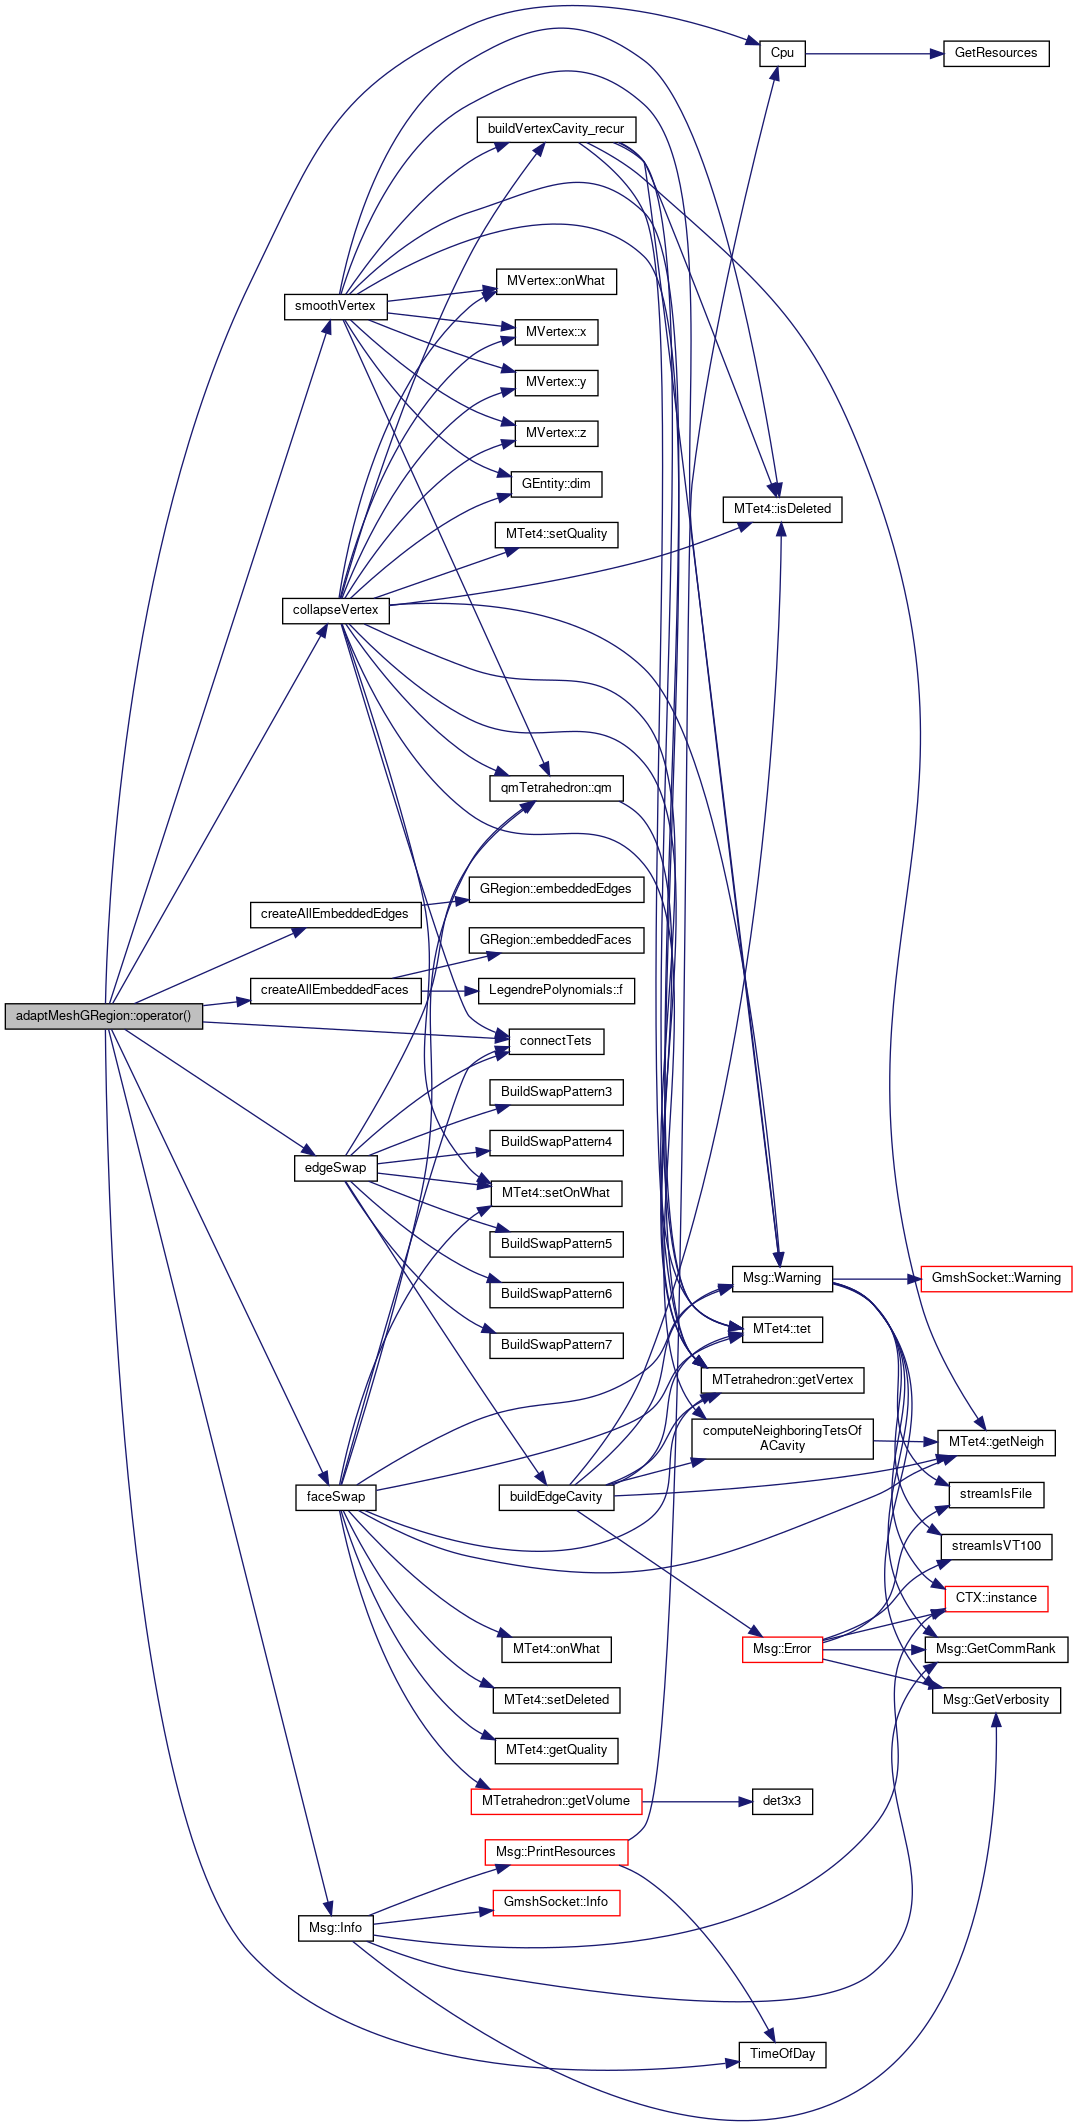 Cpu
GetResources
buildVertexCavity_recur
MVertex::onWhat
smoothVertex
MVertex::x
MVertex::y
MVertex::z
GEntity::dim
MTet4::isDeleted
MTet4::setQuality
collapseVertex
qmTetrahedron::qm
GRegion::embeddedEdges
createAllEmbeddedEdges
GRegion::embeddedFaces
createAllEmbeddedFaces
LegendrePolynomials::f
adaptMeshGRegion::operator()
connectTets
BuildSwapPattern3
BuildSwapPattern4
edgeSwap
MTet4::setOnWhat
BuildSwapPattern5
Msg::Warning
GmshSocket::Warning
BuildSwapPattern6
MTet4::tet
BuildSwapPattern7
MTetrahedron::getVertex
computeNeighboringTetsOf
ACavity
MTet4::getNeigh
faceSwap
buildEdgeCavity
streamIsFile
streamIsVT100
CTX::instance
MTet4::onWhat
Msg::Error
Msg::GetCommRank
MTet4::setDeleted
Msg::GetVerbosity
MTet4::getQuality
MTetrahedron::getVolume
det3x3
Msg::PrintResources
GmshSocket::Info
Msg::Info
TimeOfDay